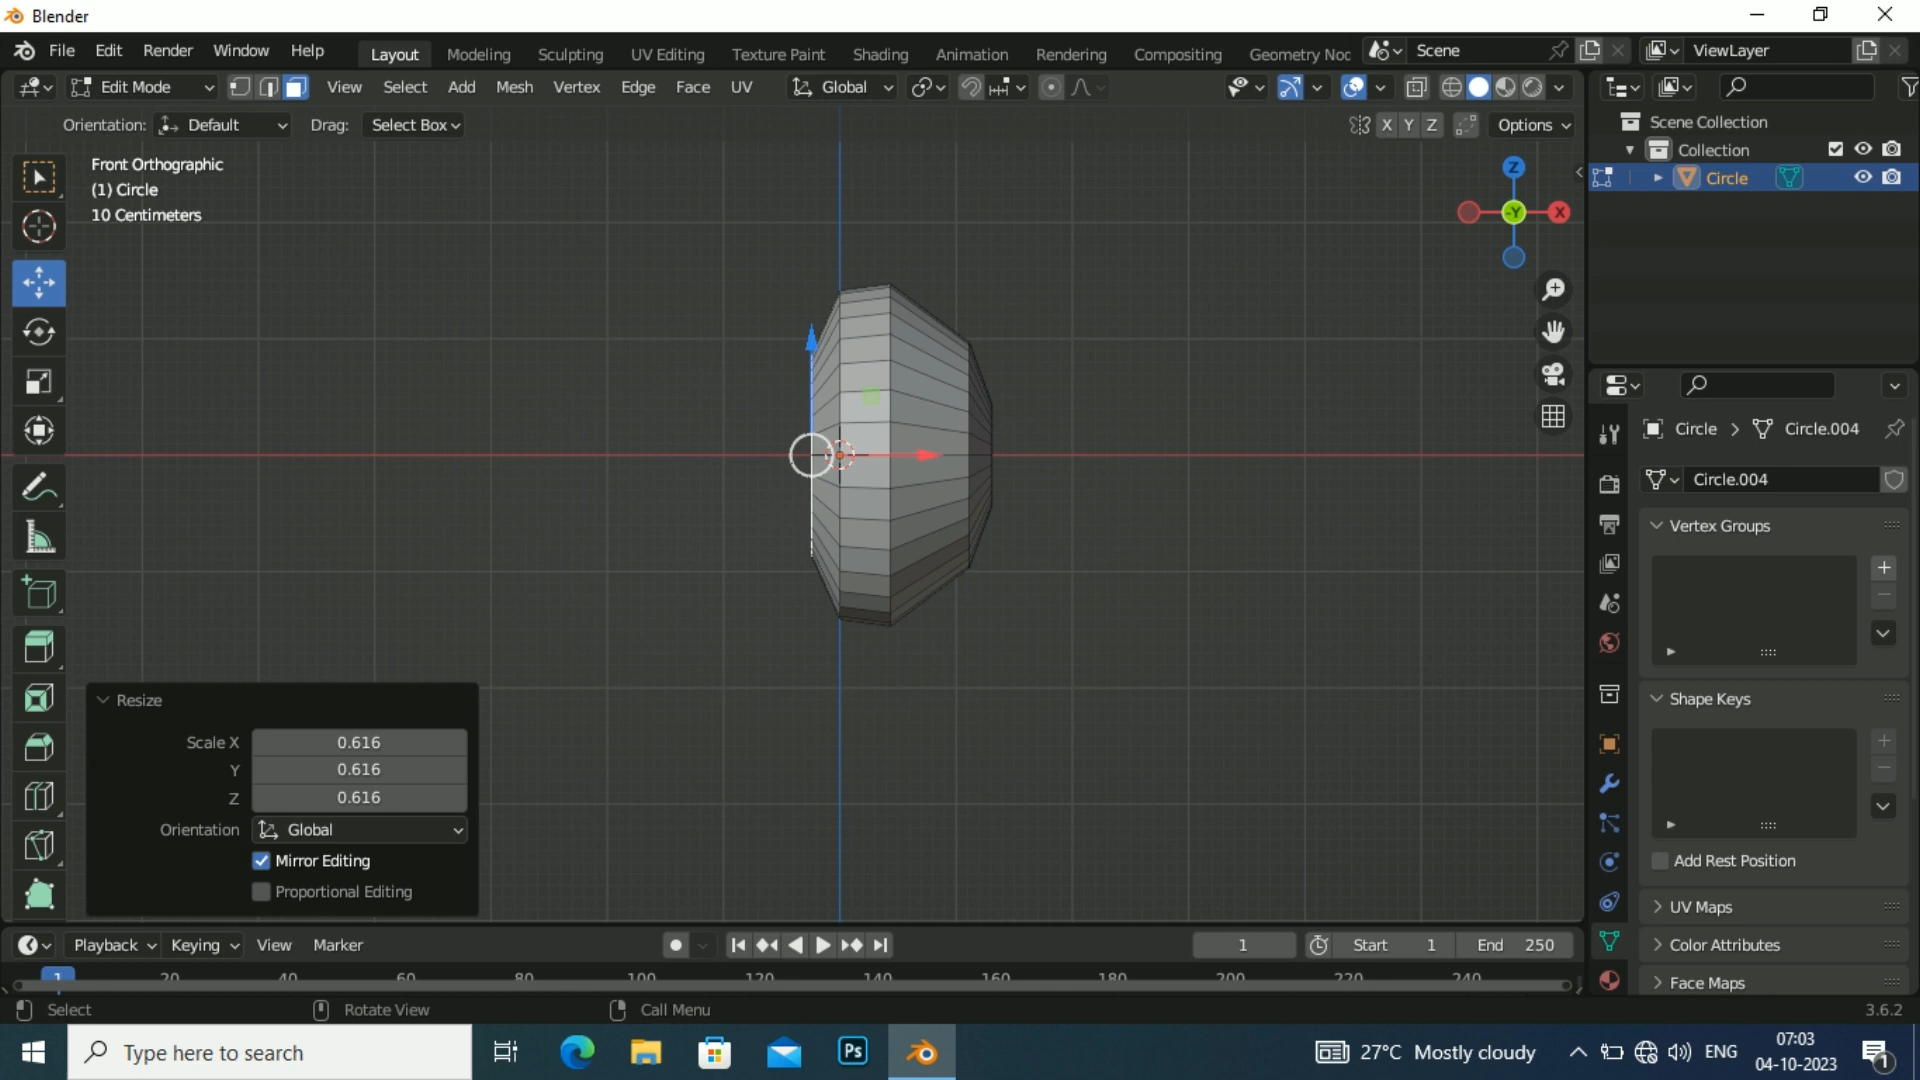 Blender
File Edit Render Window Help Layout Modeling Sculpting UV Editing Texture Paint Shading Animation Rendering Compositing Geometry Noc Scene ViewLayer
Edit Mode View Select Add Mesh Vertex Edge Face UV Global
Orientation: Default Drag: Select Box X Y Z Options
Front Orthographic
(1) Circle
10 Centimeters
Z
-Y
X
Scene Collection
Collection
Circle
Circle > Circle.004
Circle.004
Vertex Groups
Shape Keys
Add Rest Position
UV Maps
Color Attributes
Face Maps
Resize
Scale X 0.616
Y 0.616
Z 0.616
Orientation Global
Mirror Editing
Proportional Editing
Playback Keying View Marker 1 Start 1 End 250
1 20 40 60 80 100 120 140 160 180 200 220 240
Select Rotate View Call Menu 3.6.2
Type here to search Ps 27°C Mostly cloudy ENG 07:03
04-10-2023 1